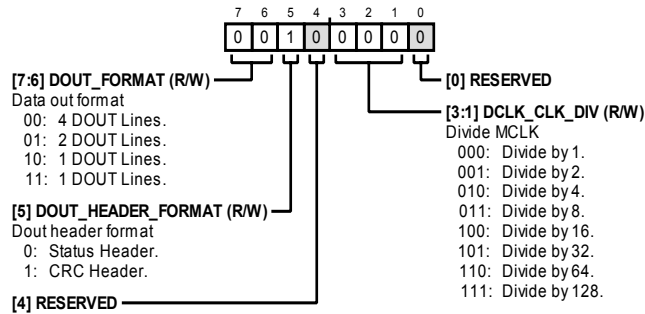 7 6 5 4 3 2 1 0
0 0 1 0 0 0 0 0
[7:6] DOUT_FORMAT (R/W)
Data out format
00: 4 DOUT Lines.
01: 2 DOUT Lines.
10: 1 DOUT Lines.
11: 1 DOUT Lines.
[5] DOUT_HEADER_FORMAT (R/W)
Dout header format
0: Status Header.
1: CRC Header.
[4] RESERVED
[0] RESERVED
[3:1] DCLK_CLK_DIV (R/W)
Divide MCLK
000: Divide by 1.
001: Divide by 2.
010: Divide by 4.
011: Divide by 8.
100: Divide by 16.
101: Divide by 32.
110: Divide by 64.
111: Divide by 128.